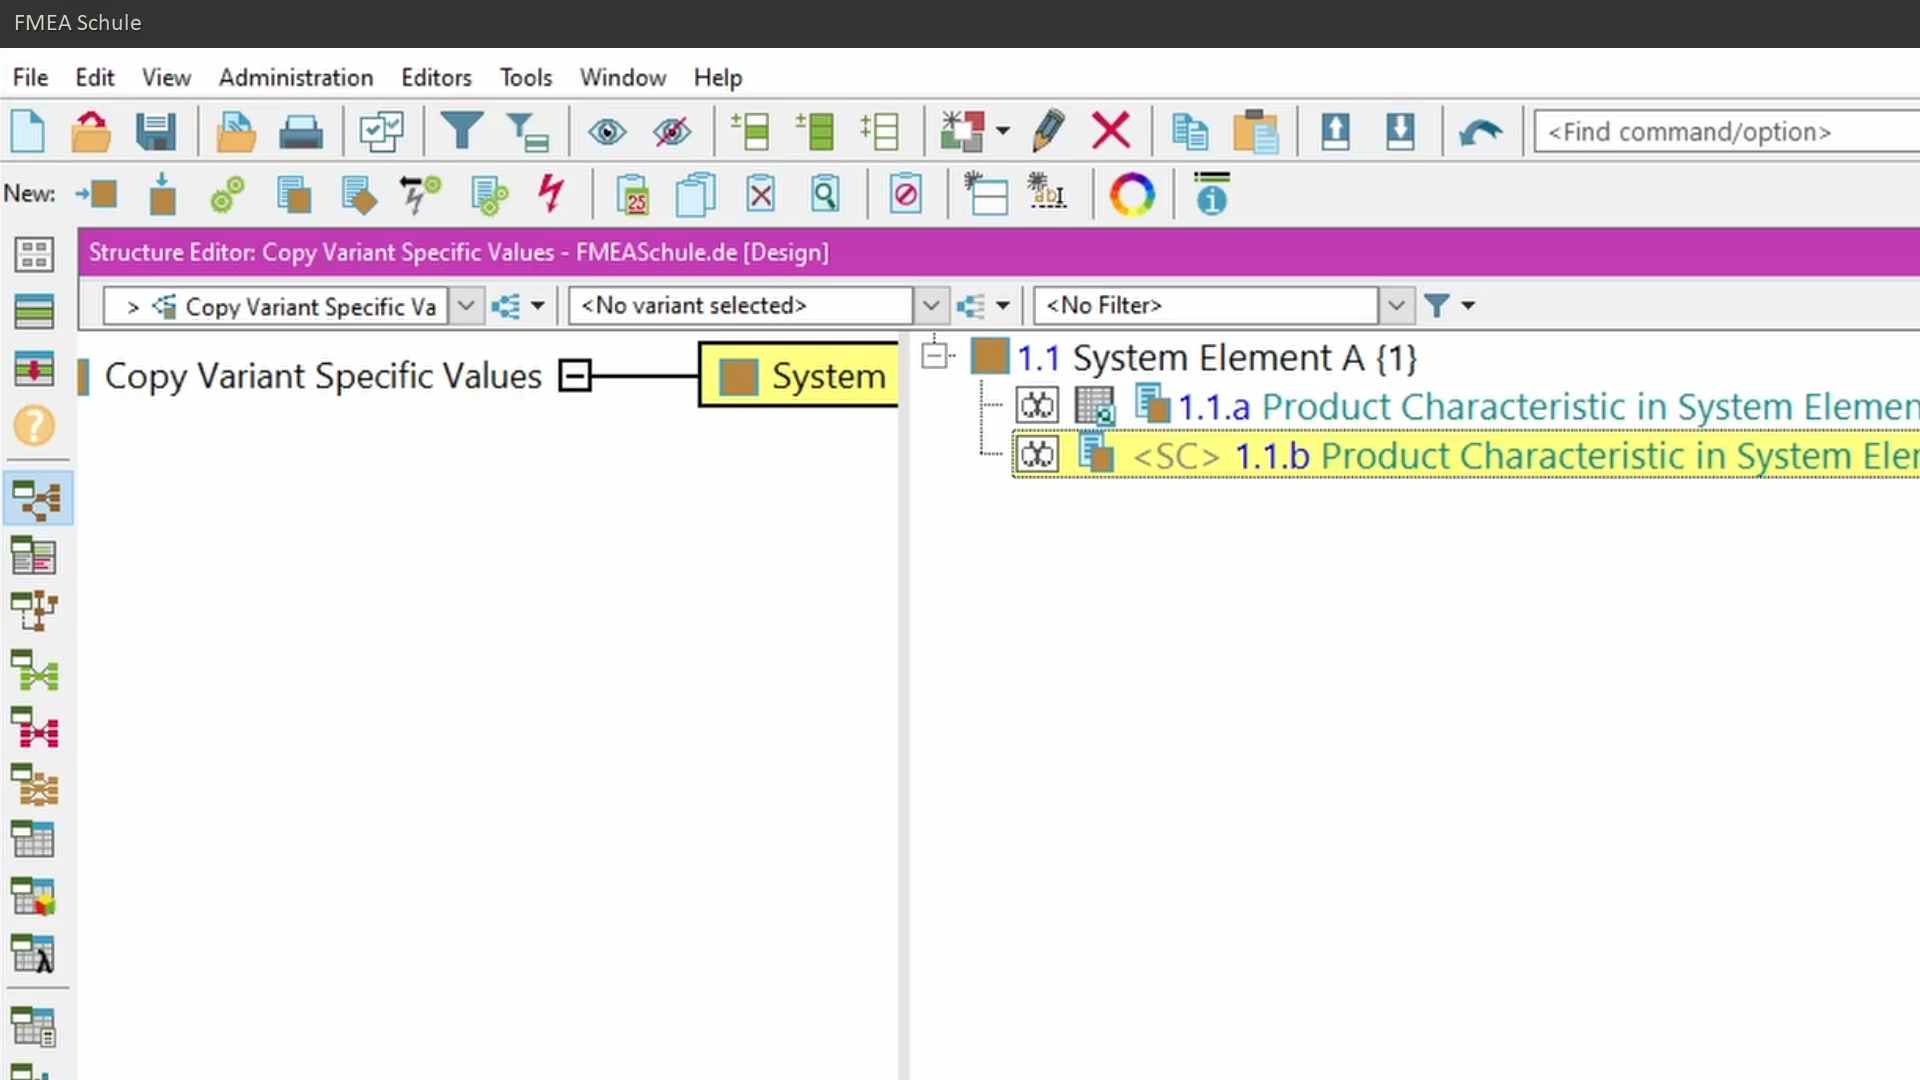 FMEA Schule
File Edit View Administration Editors Tools Window Help
<Find command/option>
New:
25
abI
Structure Editor: Copy Variant Specific Values - FMEASchule.de [Design]
> Copy Variant Specific Va
<No variant selected>
<No Filter>
Copy Variant Specific Values
System
1.1 System Element A {1}
1.1.a Product Characteristic in System Elemen
<SC> 1.1.b Product Characteristic in System Eler
λ